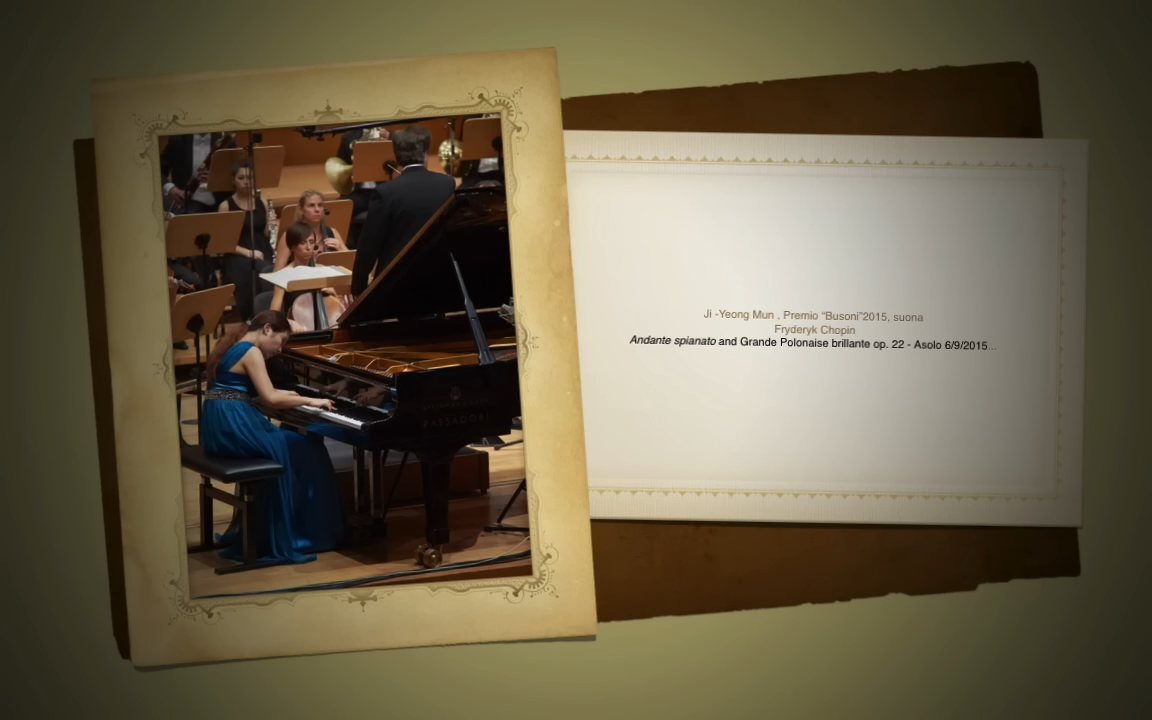 Ji -Yeong Mun , Premio "Busoni"2015, suona
Fryderyk Chopin
Andante spianato and Grande Polonaise brillante op. 22 - Asolo 6/9/2015...
PASSADORI